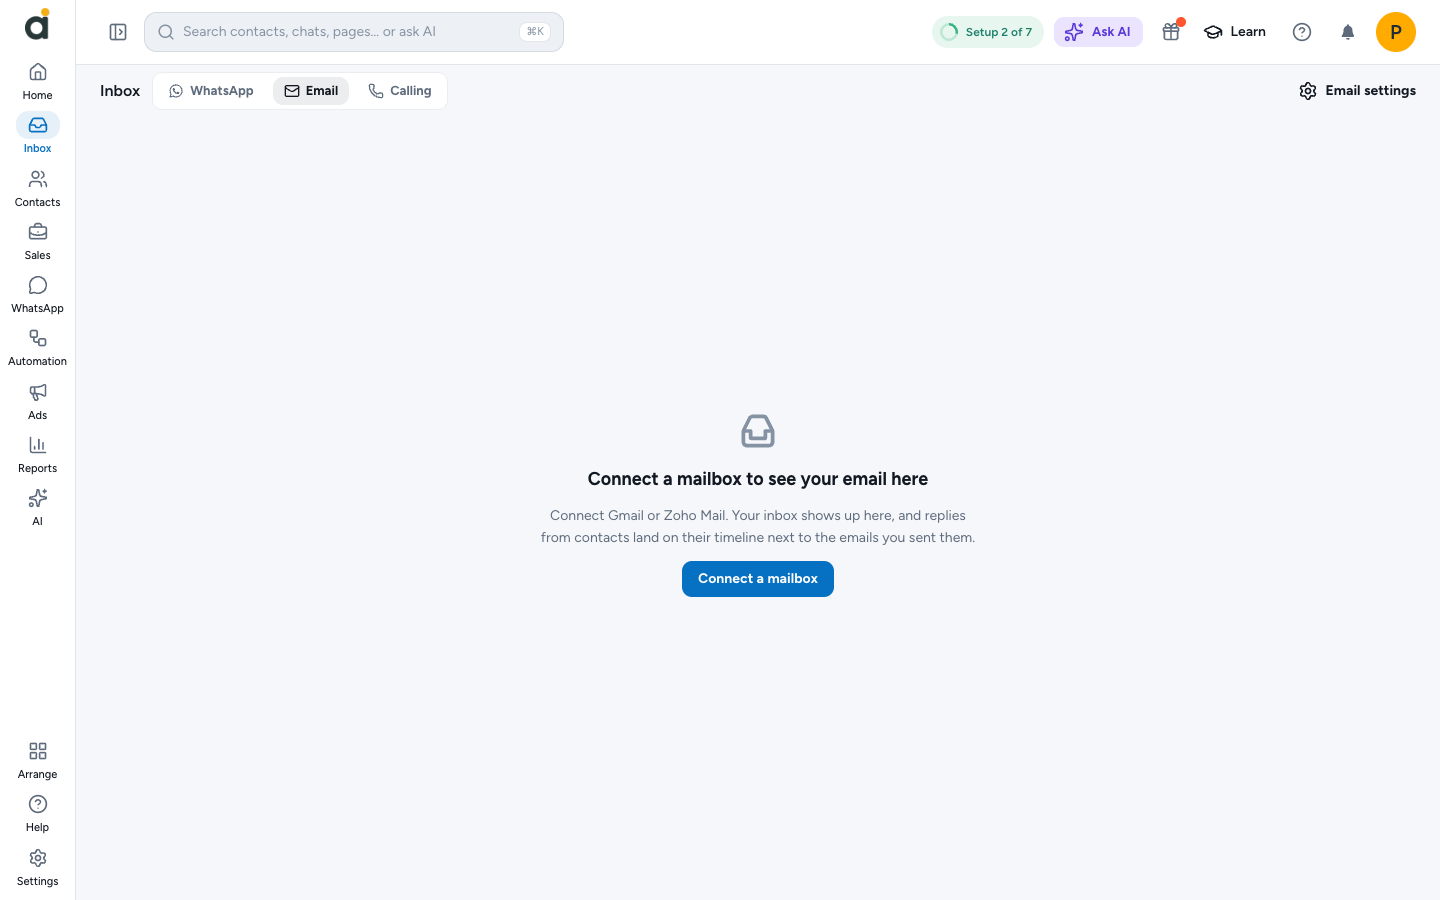 Search contacts, chats, pages... or ask AI
⌘K
Setup 2 of 7
Ask AI
Learn
P
Home
Inbox
Contacts
Sales
WhatsApp
Automation
Ads
Reports
AI
Arrange
Help
Settings
Inbox
WhatsApp
Email
Calling
Email settings
Connect a mailbox to see your email here
Connect Gmail or Zoho Mail. Your inbox shows up here, and replies
from contacts land on their timeline next to the emails you sent them.
Connect a mailbox